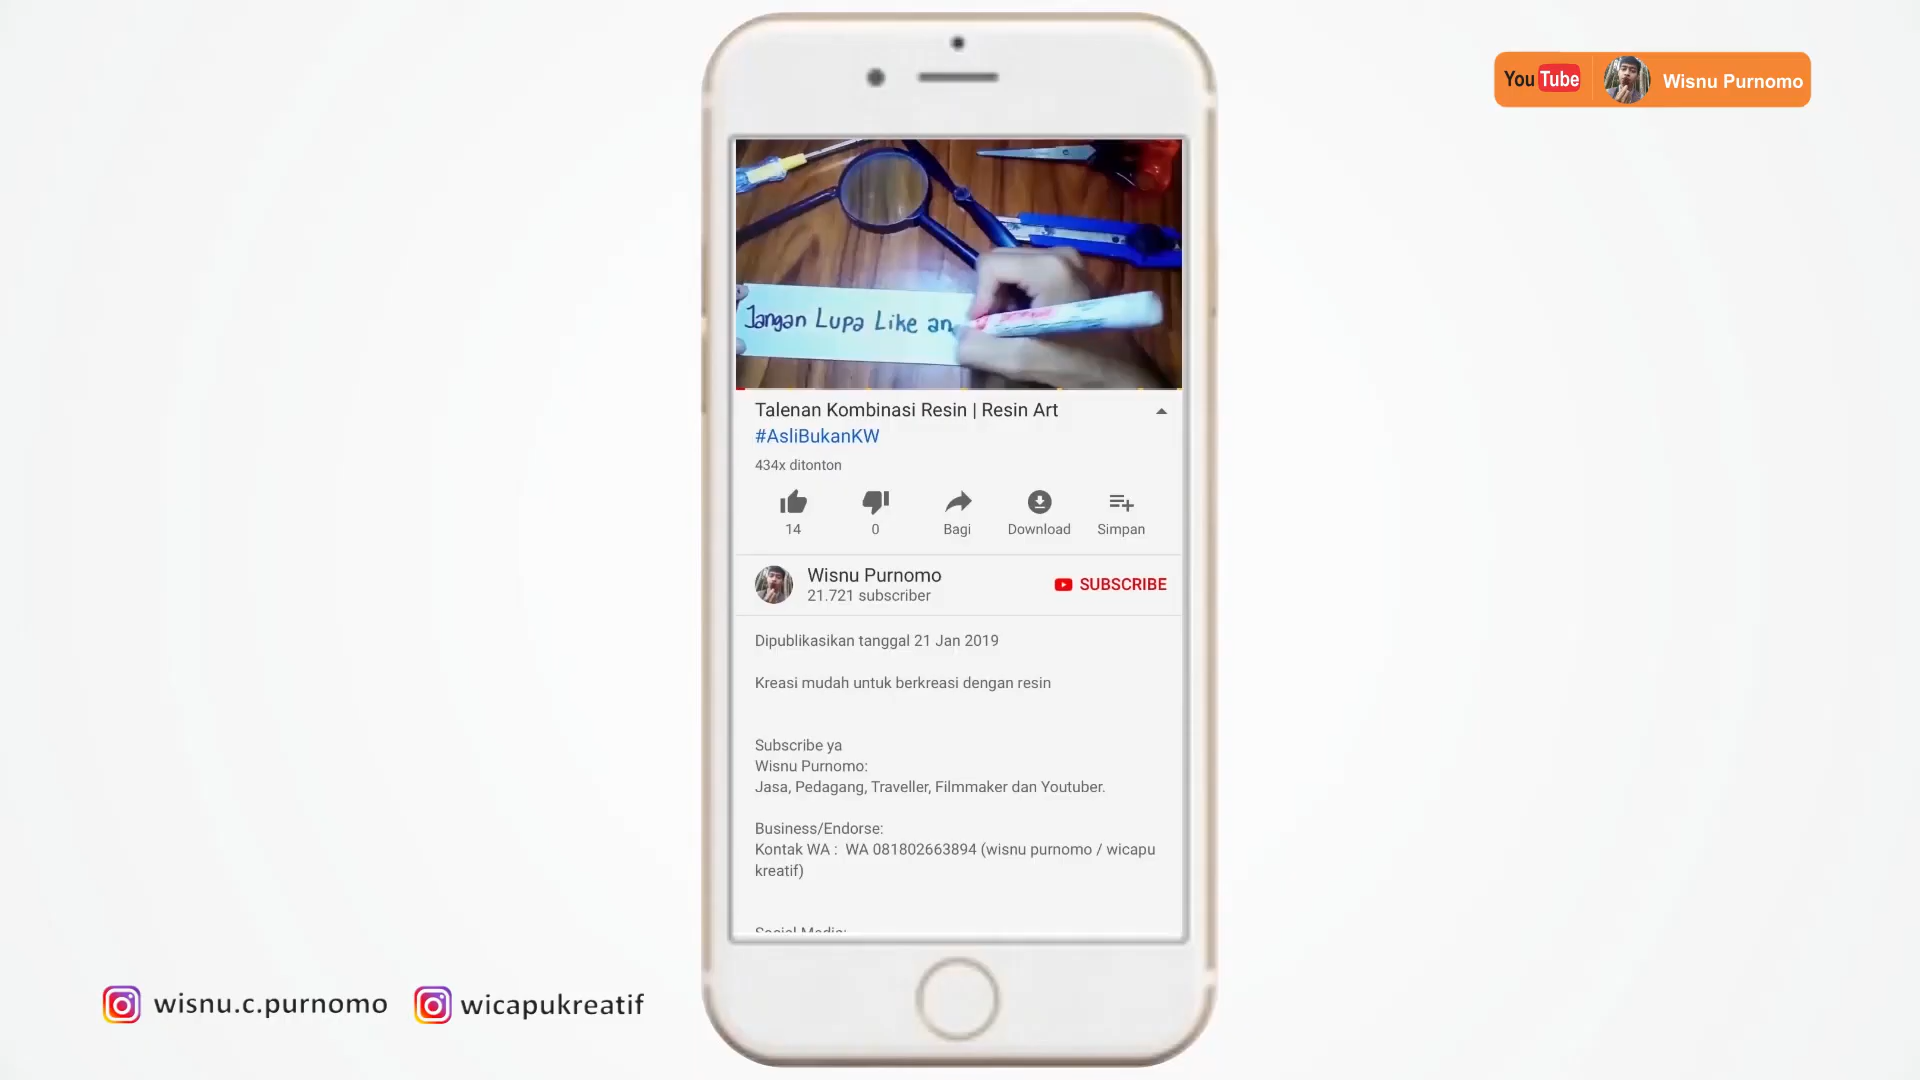 YouTube Wisnu Purnomo
Jangan Lupa Like an
Talenan Kombinasi Resin | Resin Art
#AsliBukanKW
434x ditonton
14 0 Bagi Download Simpan
Wisnu Purnomo
21.721 subscriber
SUBSCRIBE
Dipublikasikan tanggal 21 Jan 2019
Kreasi mudah untuk berkreasi dengan resin
Subscribe ya
Wisnu Purnomo:
Jasa, Pedagang, Traveller, Filmmaker dan Youtuber.
Business/Endorse:
Kontak WA : WA 081802663894 (wisnu purnomo / wicapu
kreatif)
Social Media:
wisnu.c.purnomo wicapukreatif